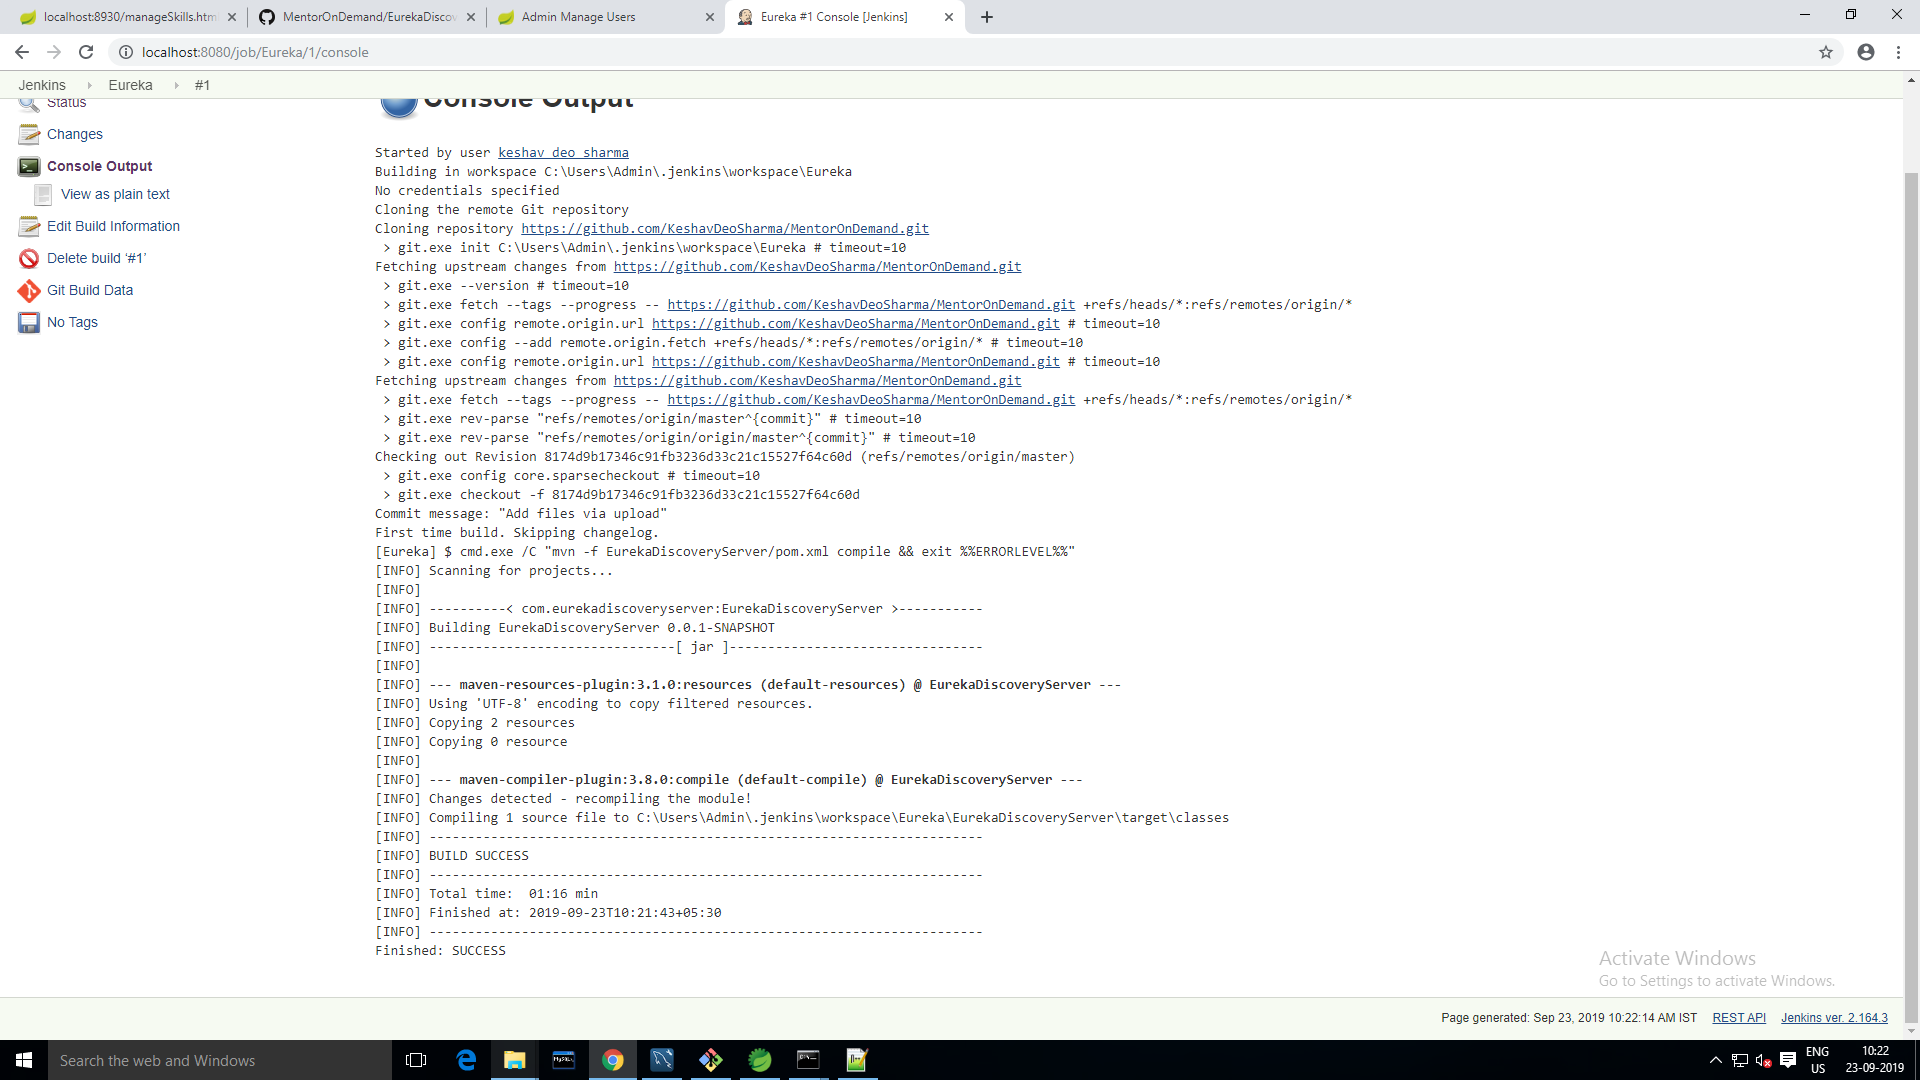 localhost:8930/manageSkills.htm
MentorOnDemand/EurekaDiscov
Admin Manage Users
Eureka #1 Console [Jenkins]
localhost:8080/job/Eureka/1/console
Jenkins
Eureka
#1
Status
Changes
Console Output
View as plain text
Edit Build Information
Delete build ‘#1’
Git Build Data
No Tags
Console Output
Started by user keshav deo sharma
Building in workspace C:\Users\Admin\.jenkins\workspace\Eureka
No credentials specified
Cloning the remote Git repository
Cloning repository https://github.com/KeshavDeoSharma/MentorOnDemand.git
> git.exe init C:\Users\Admin\.jenkins\workspace\Eureka # timeout=10
Fetching upstream changes from https://github.com/KeshavDeoSharma/MentorOnDemand.git
> git.exe --version # timeout=10
> git.exe fetch --tags --progress -- https://github.com/KeshavDeoSharma/MentorOnDemand.git +refs/heads/*:refs/remotes/origin/*
> git.exe config remote.origin.url https://github.com/KeshavDeoSharma/MentorOnDemand.git # timeout=10
> git.exe config --add remote.origin.fetch +refs/heads/*:refs/remotes/origin/* # timeout=10
> git.exe config remote.origin.url https://github.com/KeshavDeoSharma/MentorOnDemand.git # timeout=10
Fetching upstream changes from https://github.com/KeshavDeoSharma/MentorOnDemand.git
> git.exe fetch --tags --progress -- https://github.com/KeshavDeoSharma/MentorOnDemand.git +refs/heads/*:refs/remotes/origin/*
> git.exe rev-parse "refs/remotes/origin/master^{commit}" # timeout=10
> git.exe rev-parse "refs/remotes/origin/origin/master^{commit}" # timeout=10
Checking out Revision 8174d9b17346c91fb3236d33c21c15527f64c60d (refs/remotes/origin/master)
> git.exe config core.sparsecheckout # timeout=10
> git.exe checkout -f 8174d9b17346c91fb3236d33c21c15527f64c60d
Commit message: "Add files via upload"
First time build. Skipping changelog.
[Eureka] $ cmd.exe /C "mvn -f EurekaDiscoveryServer/pom.xml compile && exit %%ERRORLEVEL%%"
[INFO] Scanning for projects...
[INFO]
[INFO] ----------< com.eurekadiscoveryserver:EurekaDiscoveryServer >-----------
[INFO] Building EurekaDiscoveryServer 0.0.1-SNAPSHOT
[INFO] --------------------------------[ jar ]---------------------------------
[INFO]
[INFO] --- maven-resources-plugin:3.1.0:resources (default-resources) @ EurekaDiscoveryServer ---
[INFO] Using 'UTF-8' encoding to copy filtered resources.
[INFO] Copying 2 resources
[INFO] Copying 0 resource
[INFO]
[INFO] --- maven-compiler-plugin:3.8.0:compile (default-compile) @ EurekaDiscoveryServer ---
[INFO] Changes detected - recompiling the module!
[INFO] Compiling 1 source file to C:\Users\Admin\.jenkins\workspace\Eureka\EurekaDiscoveryServer\target\classes
[INFO] ------------------------------------------------------------------------
[INFO] BUILD SUCCESS
[INFO] ------------------------------------------------------------------------
[INFO] Total time:  01:16 min
[INFO] Finished at: 2019-09-23T10:21:43+05:30
[INFO] ------------------------------------------------------------------------
Finished: SUCCESS
Activate Windows
Go to Settings to activate Windows.
Page generated: Sep 23, 2019 10:22:14 AM IST
REST API
Jenkins ver. 2.164.3
Search the web and Windows
MySQL
ENG
US
10:22
23-09-2019